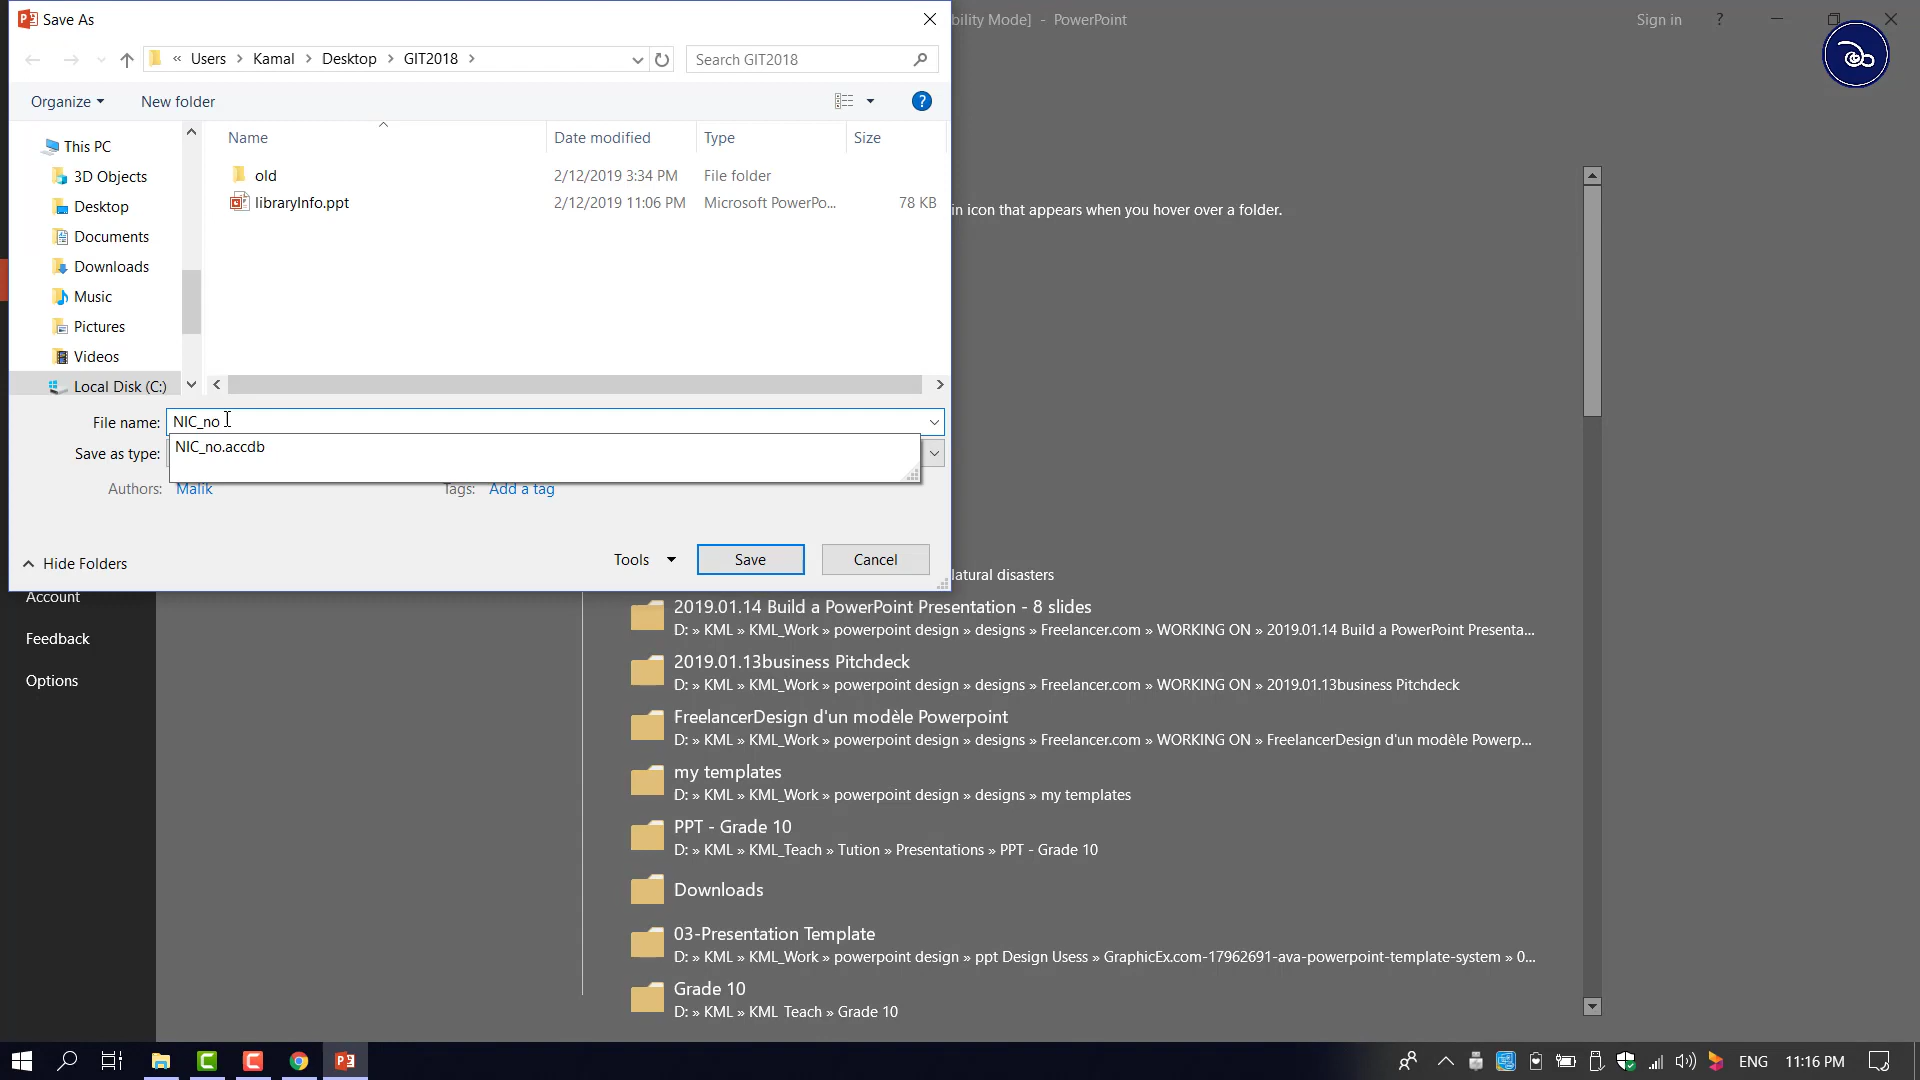 Save As
bility Mode] - PowerPoint
Sign in
?
« Users › Kamal › Desktop › GIT2018 ›
Search GIT2018
Organize
New folder
?
This PC
3D Objects
Desktop
Documents
Downloads
Music
Pictures
Videos
Local Disk (C:)
Name Date modified Type Size
old 2/12/2019 3:34 PM File folder
libraryInfo.ppt 2/12/2019 11:06 PM Microsoft PowerPo... 78 KB
in icon that appears when you hover over a folder.
File name: NIC_no
NIC_no.accdb
Save as type:
Authors: Malik
Tags: Add a tag
Hide Folders
Tools
Save
Cancel
Account
Feedback
Options
atural disasters
2019.01.14 Build a PowerPoint Presentation - 8 slides
D: » KML » KML_Work » powerpoint design » designs » Freelancer.com » WORKING ON » 2019.01.14 Build a PowerPoint Presenta...
2019.01.13business Pitchdeck
D: » KML » KML_Work » powerpoint design » designs » Freelancer.com » WORKING ON » 2019.01.13business Pitchdeck
FreelancerDesign d'un modèle Powerpoint
D: » KML » KML_Work » powerpoint design » designs » Freelancer.com » WORKING ON » FreelancerDesign d'un modèle Powerp...
my templates
D: » KML » KML_Work » powerpoint design » designs » my templates
PPT - Grade 10
D: » KML » KML_Teach » Tution » Presentations » PPT - Grade 10
Downloads
03-Presentation Template
D: » KML » KML_Work » powerpoint design » ppt Design Usess » GraphicEx.com-17962691-ava-powerpoint-template-system » 0...
Grade 10
D: » KML » KML Teach » Grade 10
ENG
11:16 PM